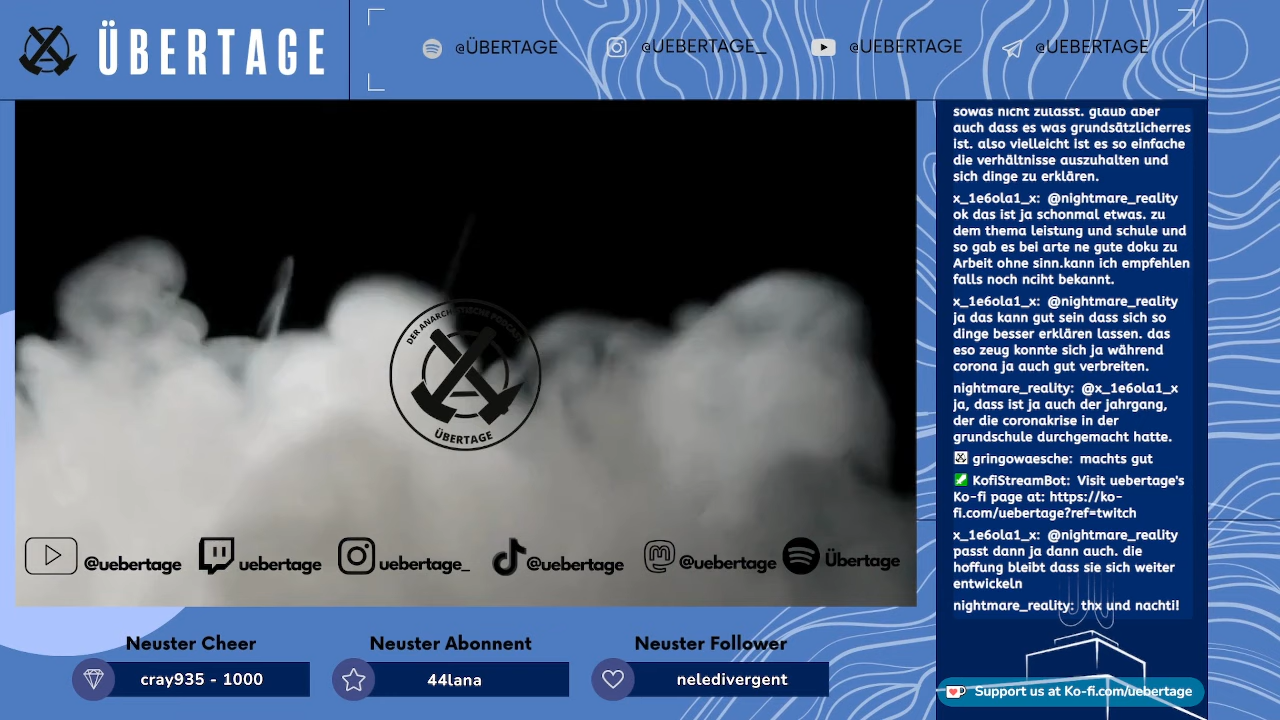 ÜBERTAGE
@ÜBERTAGE
@UEBERTAGE_
@UEBERTAGE
@UEBERTAGE
DER ANARCHISTISCHE PODCAST
ÜBERTAGE
@uebertage
uebertage
uebertage_
@uebertage
@uebertage
Übertage
Neuster Cheer
cray935 - 1000
Neuster Abonnent
44lana
Neuster Follower
neledivergent
sowas nicht zulässt. glaub aber
auch dass es was grundsätzlicherres
ist. also vielleicht ist es so einfache
die verhältnisse auszuhalten und
sich dinge zu erklären.
x_1e6ola1_x: @nightmare_reality
ok das ist ja schonmal etwas. zu
dem thema leistung und schule und
so gab es bei arte ne gute doku zu
Arbeit ohne sinn.kann ich empfehlen
falls noch nciht bekannt.
x_1e6ola1_x: @nightmare_reality
ja das kann gut sein dass sich so
dinge besser erklären lassen. das
eso zeug konnte sich ja während
corona ja auch gut verbreiten.
nightmare_reality: @x_1e6ola1_x
ja, dass ist ja auch der jahrgang,
der die coronakrise in der
grundschule durchgemacht hatte.
gringowaesche: machts gut
KofiStreamBot: Visit uebertage's
Ko-fi page at: https://ko-
fi.com/uebertage?ref=twitch
x_1e6ola1_x: @nightmare_reality
passt dann ja dann auch. die
hoffung bleibt dass sie sich weiter
entwickeln
nightmare_reality: thx und nachti!
Support us at Ko-fi.com/uebertage